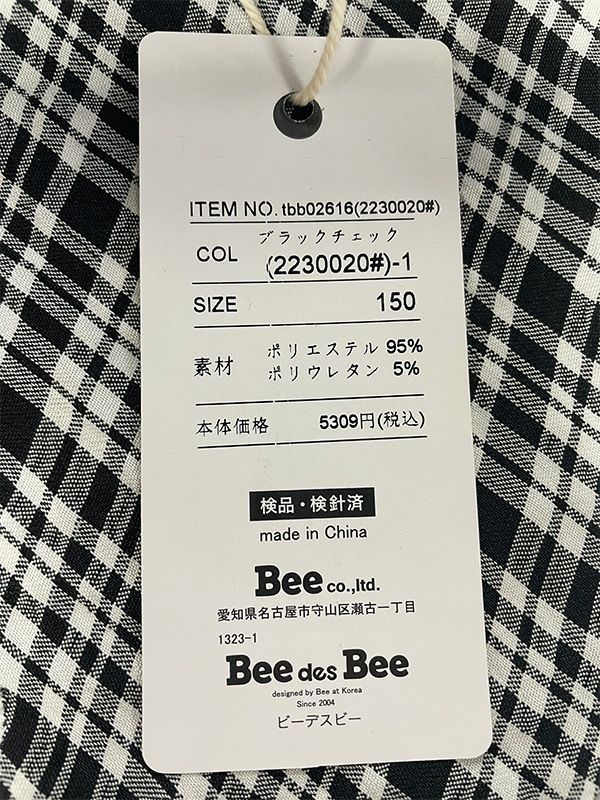 ITEM NO. tbb02616(2230020#)
COL ブラックチェック
(2230020#)-1
SIZE 150
素材 ポリエステル 95%
ポリウレタン 5%
本体価格 5309円(税込)
検品・検針済
made in China
Bee co.,ltd.
愛知県名古屋市守山区瀬古一丁目
1323-1
Bee des Bee
designed by Bee at Korea
Since 2004
ビーデスビー